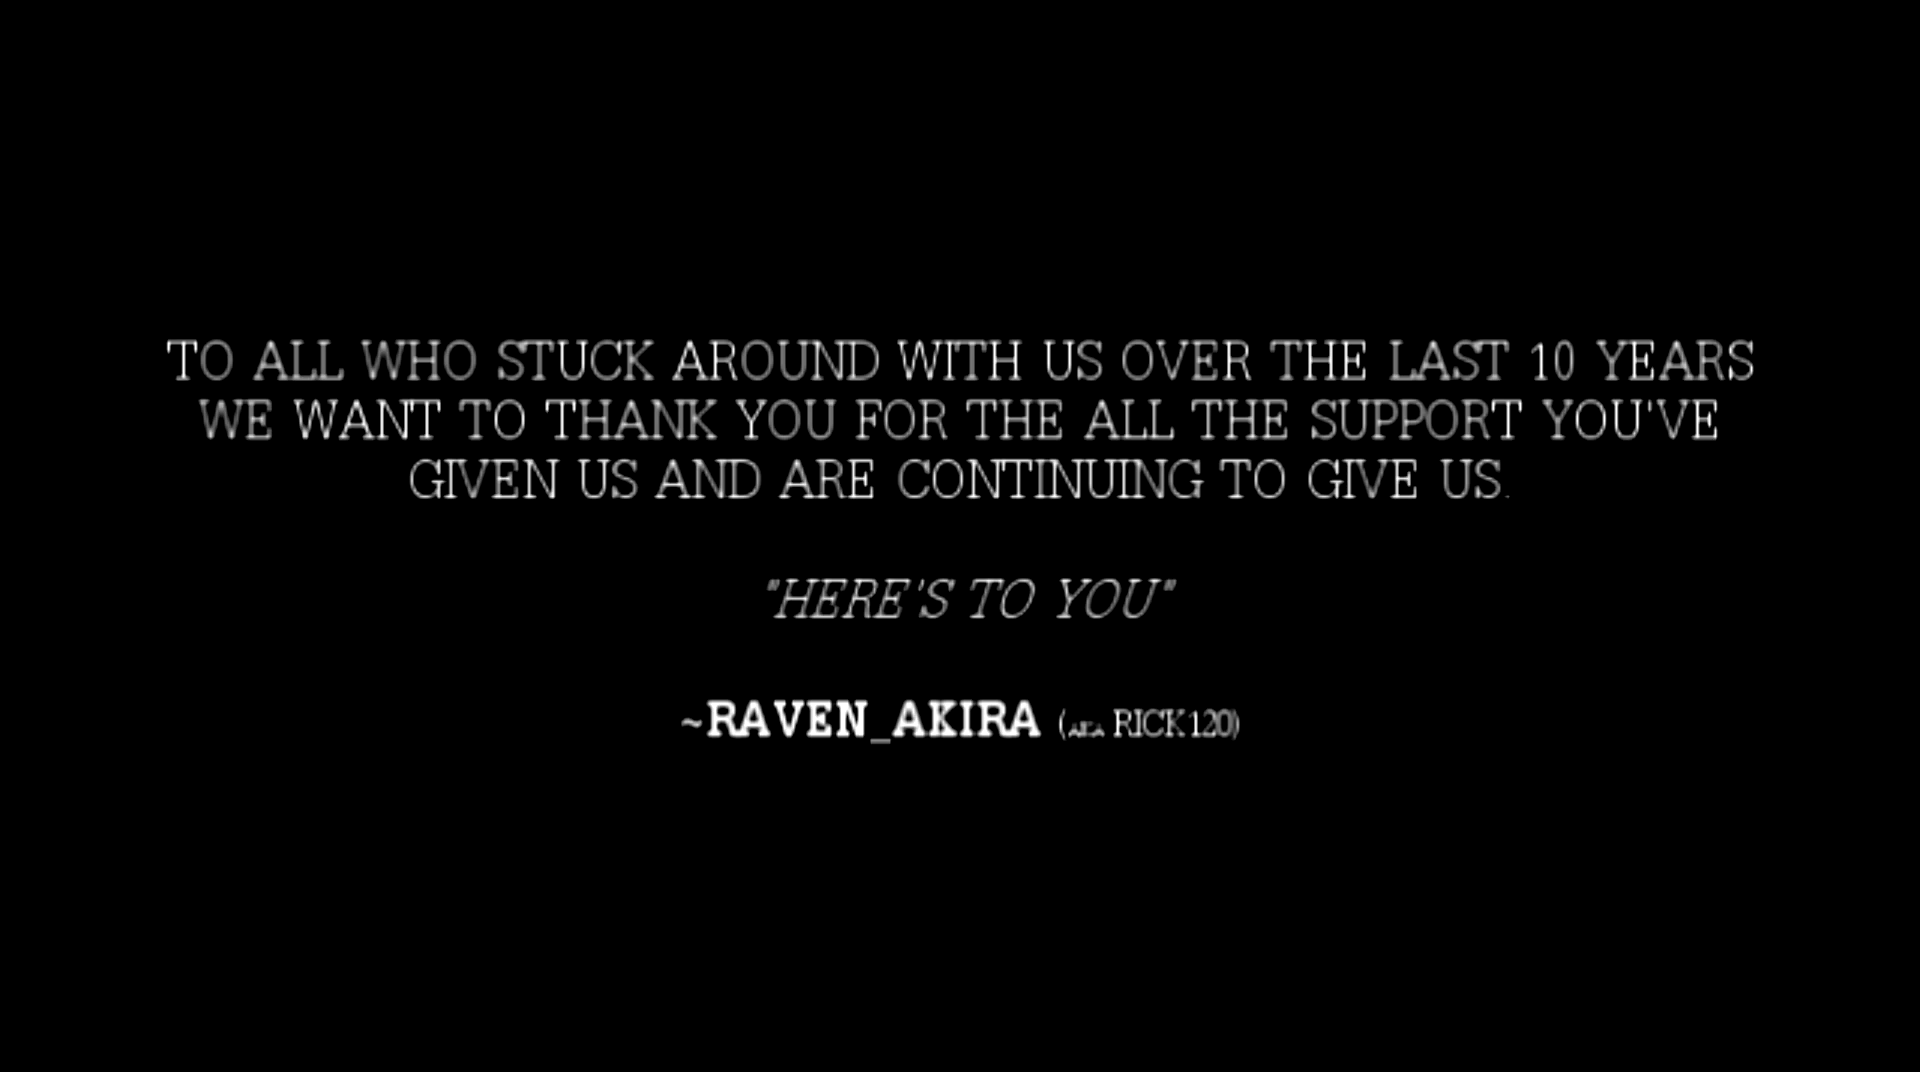 TO ALL WHO STUCK AROUND WITH US OVER THE LAST 10 YEARS
WE WANT TO THANK YOU FOR THE ALL THE SUPPORT YOU'VE
GIVEN US AND ARE CONTINUING TO GIVE US.
"HERE'S TO YOU"
~RAVEN_AKIRA (A.K.A. RICK120)